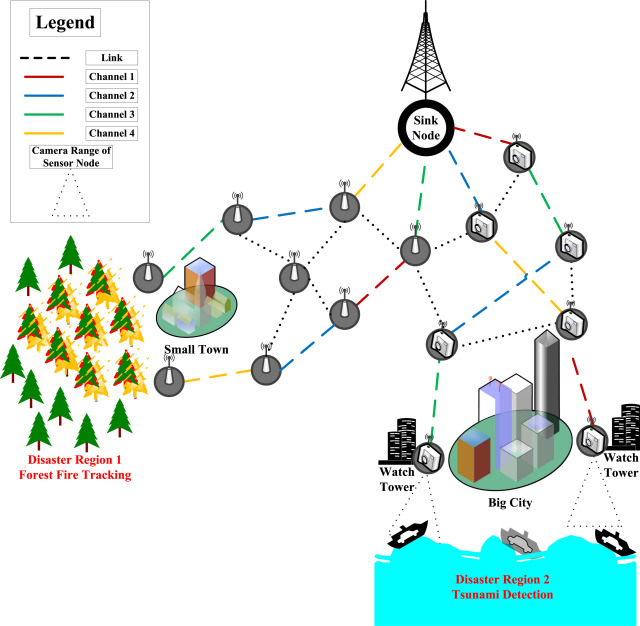 Legend
Link
Channel 1
Channel 2
Channel 3
Channel 4
Camera Range of
Sensor Node
Sink
Node
Small Town
Disaster Region 1
Forest Fire Tracking
Watch
Tower
Big City
Watch
Tower
Disaster Region 2
Tsunami Detection